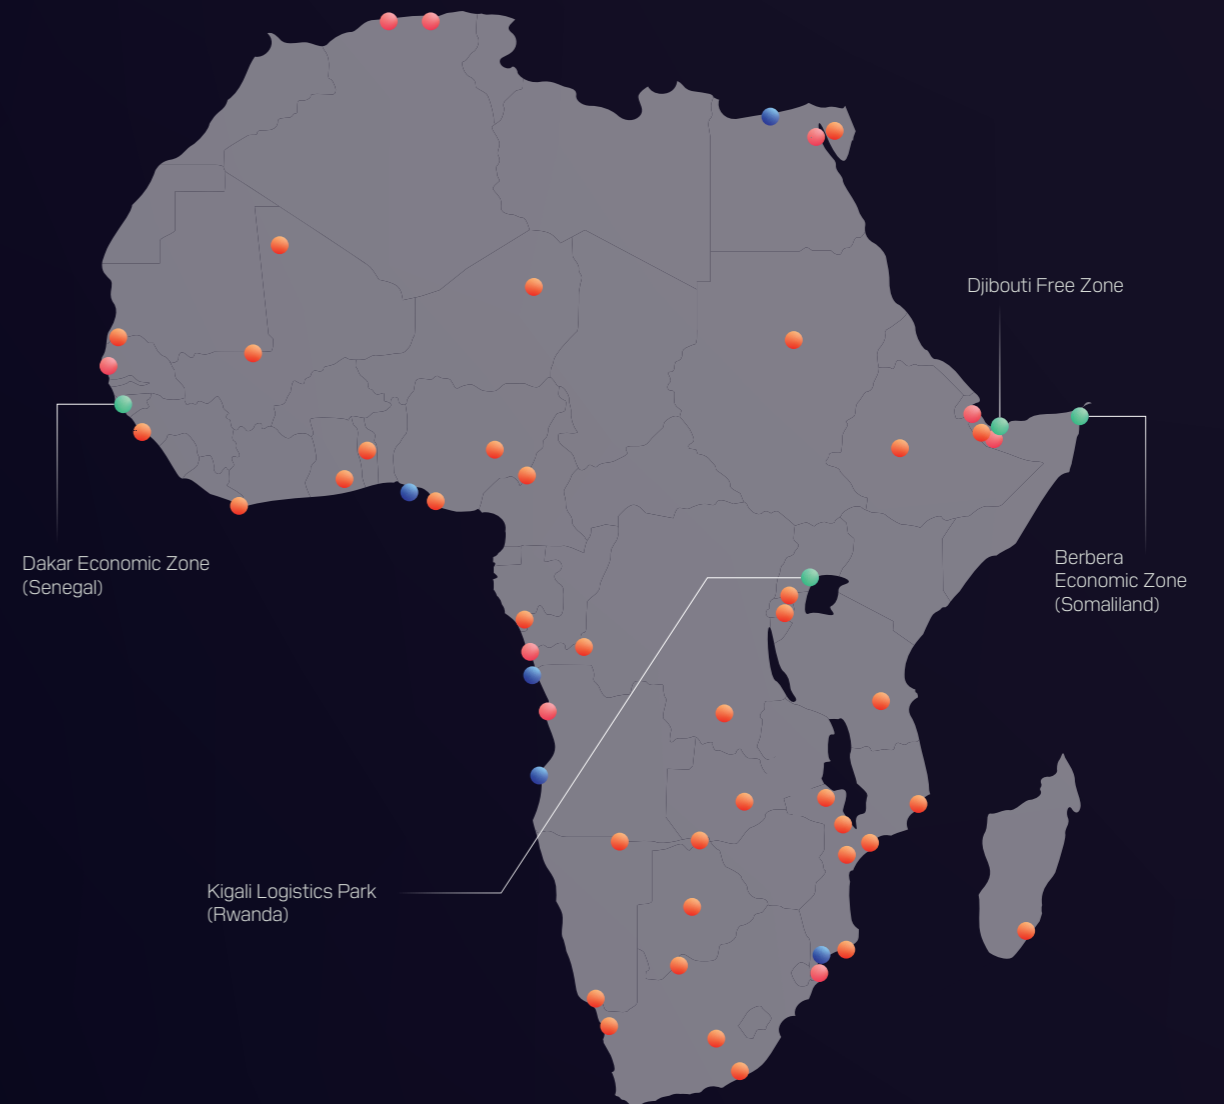 Djibouti Free Zone
Dakar Economic Zone
(Senegal)
Berbera
Economic Zone
(Somaliland)
Kigali Logistics Park
(Rwanda)